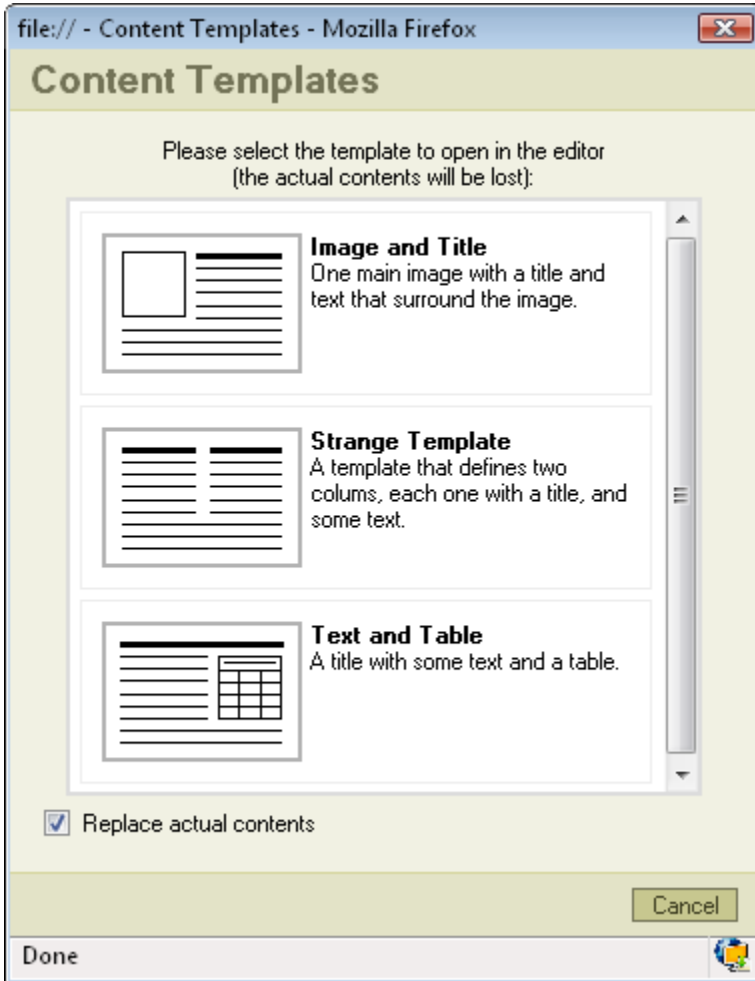 file:// - Content Templates - Mozilla Firefox
Content Templates
Please select the template to open in the editor
(the actual contents will be lost):
Image and Title
One main image with a title and
text that surround the image.
Strange Template
A template that defines two
colums, each one with a title, and
some text.
Text and Table
A title with some text and a table.
Replace actual contents
Cancel
Done